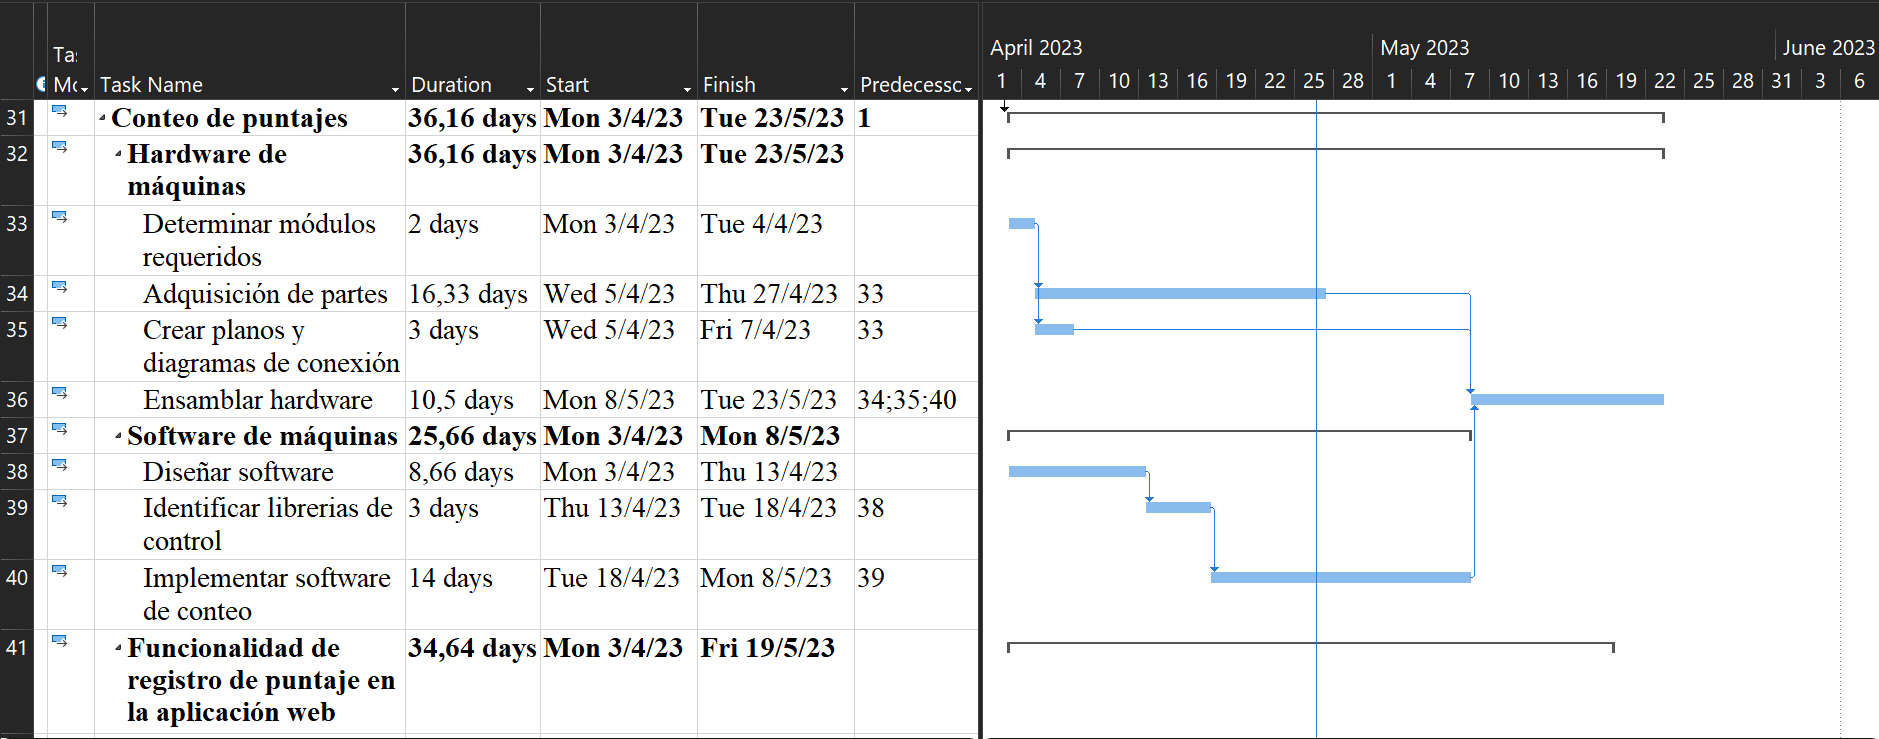 April 2023 May 2023 June 2023
Ta
Mc Task Name Duration Start Finish Predecessc 1 4 7 10 13 16 19 22 25 28 1 4 7 10 13 16 19 22 25 28 31 3 6
31 Conteo de puntajes 36,16 days Mon 3/4/23 Tue 23/5/23 1
32 Hardware de 36,16 days Mon 3/4/23 Tue 23/5/23
máquinas
33 Determinar módulos 2 days Mon 3/4/23 Tue 4/4/23
requeridos
34 Adquisición de partes 16,33 days Wed 5/4/23 Thu 27/4/23 33
35 Crear planos y 3 days Wed 5/4/23 Fri 7/4/23 33
diagramas de conexión
36 Ensamblar hardware 10,5 days Mon 8/5/23 Tue 23/5/23 34;35;40
37 Software de máquinas 25,66 days Mon 3/4/23 Mon 8/5/23
38 Diseñar software 8,66 days Mon 3/4/23 Thu 13/4/23
39 Identificar librerias de 3 days Thu 13/4/23 Tue 18/4/23 38
control
40 Implementar software 14 days Tue 18/4/23 Mon 8/5/23 39
de conteo
41 Funcionalidad de 34,64 days Mon 3/4/23 Fri 19/5/23
registro de puntaje en
la aplicación web